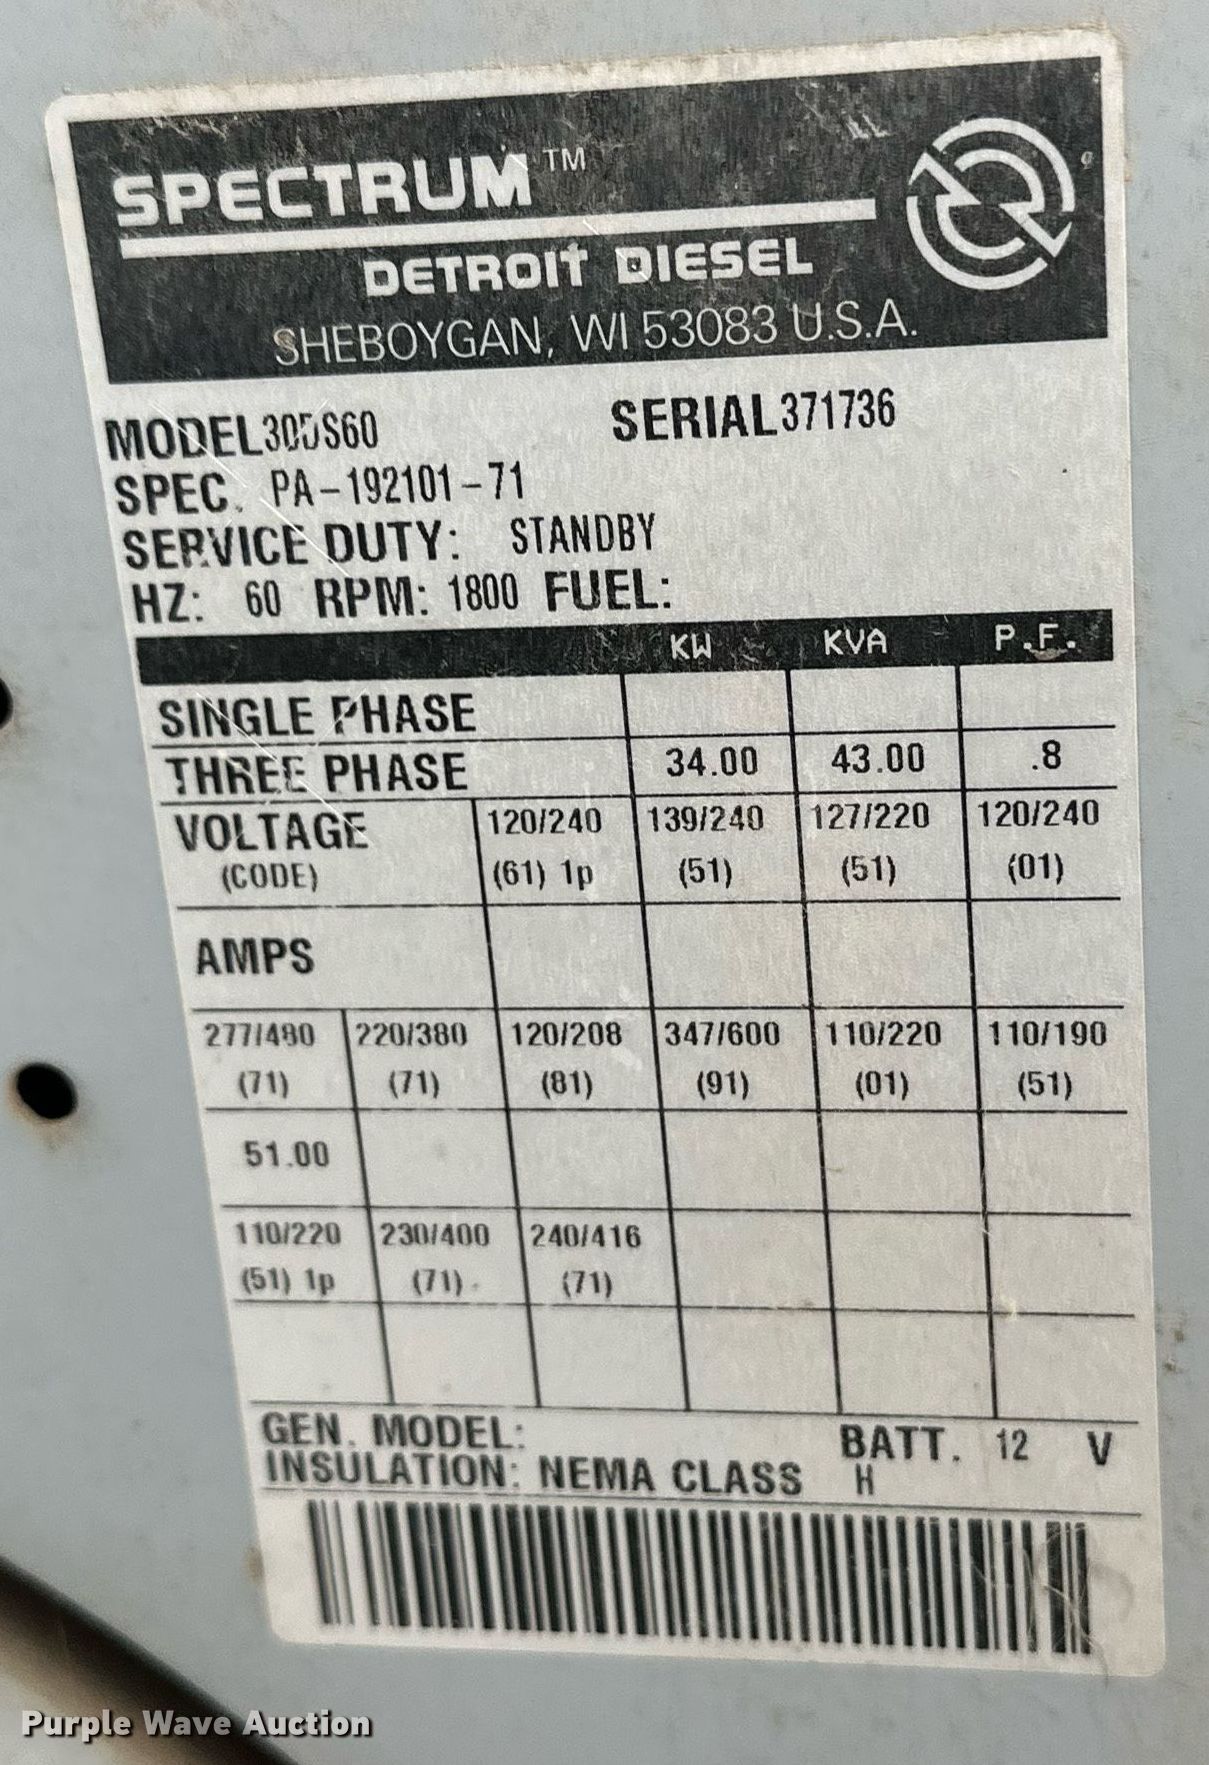 SPECTRUM™
DETROIT DIESEL
SHEBOYGAN, WI 53083 U.S.A.
MODEL 30DS60 SERIAL 371736
SPEC. PA-192101-71
SERVICE DUTY: STANDBY
HZ: 60 RPM: 1800 FUEL:
KW KVA P.F.
SINGLE PHASE
THREE PHASE 34.00 43.00 .8
VOLTAGE 120/240 139/240 127/220 120/240
(CODE) (61) 1p (51) (51) (01)
AMPS
277/480 220/380 120/208 347/600 110/220 110/190
(71) (71) (81) (91) (01) (51)
51.00
110/220 230/400 240/416
(51) 1p (71) (71)
GEN. MODEL: BATT. 12 V
INSULATION: NEMA CLASS H
Purple Wave Auction